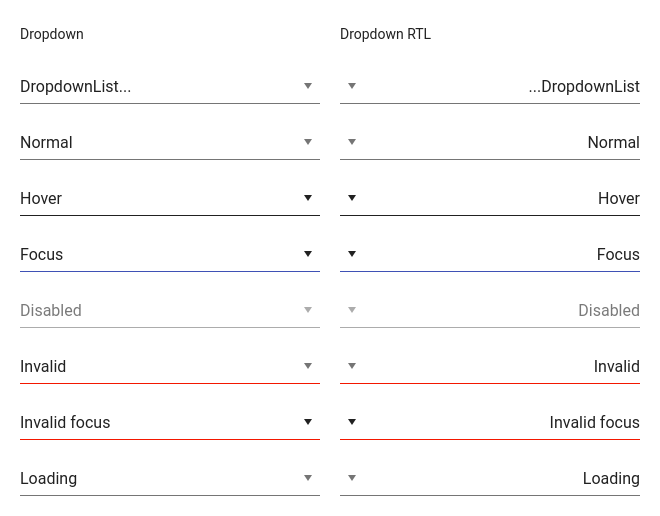 Dropdown Dropdown RTL
DropdownList... ...DropdownList
Normal Normal
Hover Hover
Focus Focus
Disabled Disabled
Invalid Invalid
Invalid focus Invalid focus
Loading Loading